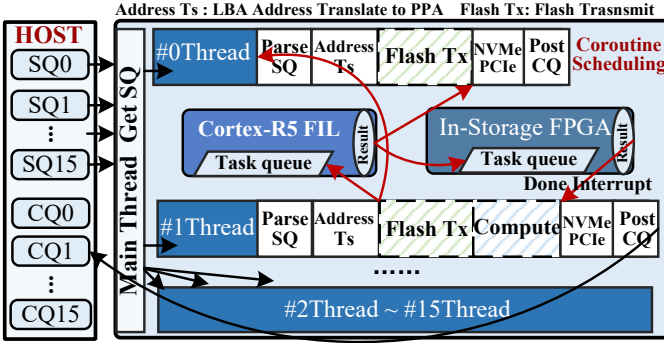 Address Ts : LBA Address Translate to PPA    Flash Tx: Flash Trasnsmit
HOST
SQ0
SQ1
...
SQ15
CQ0
CQ1
...
CQ15
Main Thread Get SQ
#0Thread
Parse
SQ
Address
Ts
Flash Tx
NVMe
PCIe
Post
CQ
Coroutine
Scheduling
Cortex-R5 FIL
Task queue
Result
In-Storage FPGA
Task queue
Result
Done Interrupt
#1Thread
Parse
SQ
Address
Ts
Flash Tx
Compute
NVMe
PCIe
Post
CQ
......
#2Thread ~ #15Thread